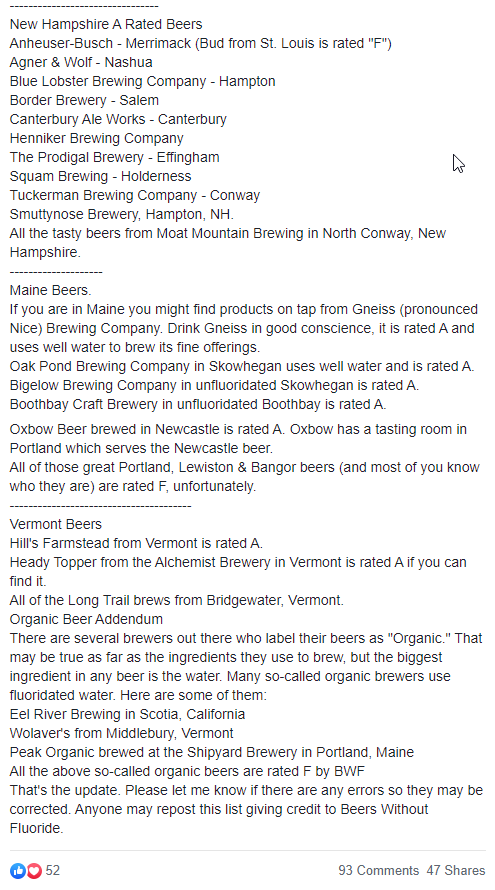 -------------------------------
New Hampshire A Rated Beers
Anheuser-Busch - Merrimack (Bud from St. Louis is rated "F")
Agner & Wolf - Nashua
Blue Lobster Brewing Company - Hampton
Border Brewery - Salem
Canterbury Ale Works - Canterbury
Henniker Brewing Company
The Prodigal Brewery - Effingham
Squam Brewing - Holderness
Tuckerman Brewing Company - Conway
Smuttynose Brewery, Hampton, NH.
All the tasty beers from Moat Mountain Brewing in North Conway, New
Hampshire.
--------------------
Maine Beers.
If you are in Maine you might find products on tap from Gneiss (pronounced
Nice) Brewing Company. Drink Gneiss in good conscience, it is rated A and
uses well water to brew its fine offerings.
Oak Pond Brewing Company in Skowhegan uses well water and is rated A.
Bigelow Brewing Company in unfluoridated Skowhegan is rated A.
Boothbay Craft Brewery in unfluoridated Boothbay is rated A.
Oxbow Beer brewed in Newcastle is rated A. Oxbow has a tasting room in
Portland which serves the Newcastle beer.
All of those great Portland, Lewiston & Bangor beers (and most of you know
who they are) are rated F, unfortunately.
--------------------------------------
Vermont Beers
Hill's Farmstead from Vermont is rated A.
Heady Topper from the Alchemist Brewery in Vermont is rated A if you can
find it.
All of the Long Trail brews from Bridgewater, Vermont.
Organic Beer Addendum
There are several brewers out there who label their beers as "Organic." That
may be true as far as the ingredients they use to brew, but the biggest
ingredient in any beer is the water. Many so-called organic brewers use
fluoridated water. Here are some of them:
Eel River Brewing in Scotia, California
Wolaver's from Middlebury, Vermont
Peak Organic brewed at the Shipyard Brewery in Portland, Maine
All the above so-called organic beers are rated F by BWF
That's the update. Please let me know if there are any errors so they may be
corrected. Anyone may repost this list giving credit to Beers Without
Fluoride.
52 93 Comments 47 Shares